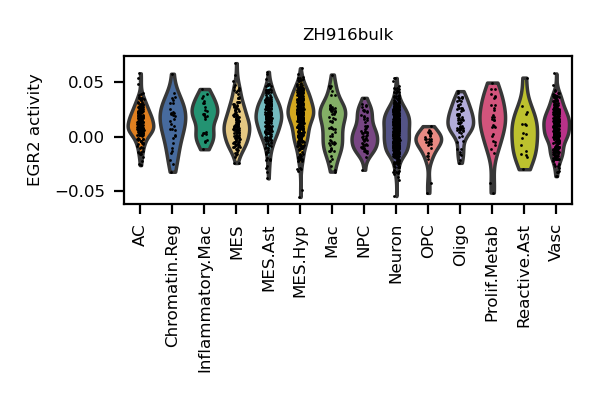 ZH916bulk
EGR2 activity
0.05
0.00
−0.05
AC
Chromatin.Reg
Inflammatory.Mac
MES
MES.Ast
MES.Hyp
Mac
NPC
Neuron
OPC
Oligo
Prolif.Metab
Reactive.Ast
Vasc